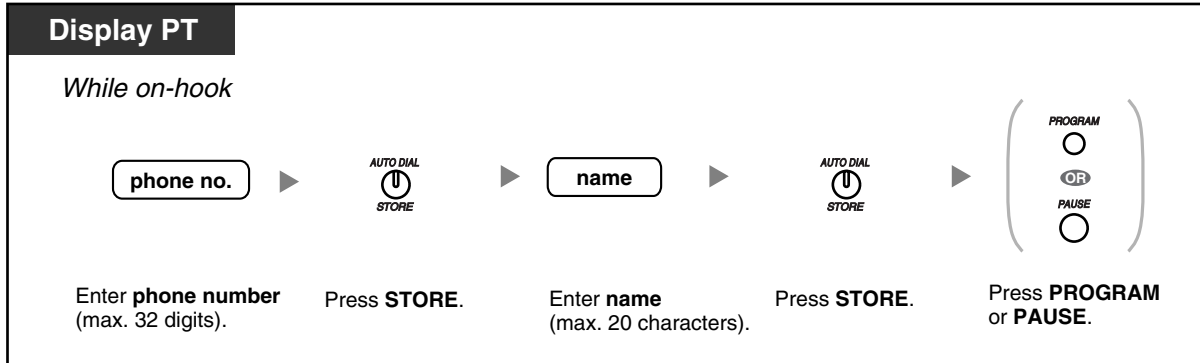 Display PT
While on-hook
phone no.
AUTO DIAL
STORE
name
AUTO DIAL
STORE
PROGRAM
OR
PAUSE
Enter phone number
(max. 32 digits).
Press STORE.
Enter name
(max. 20 characters).
Press STORE.
Press PROGRAM
or PAUSE.